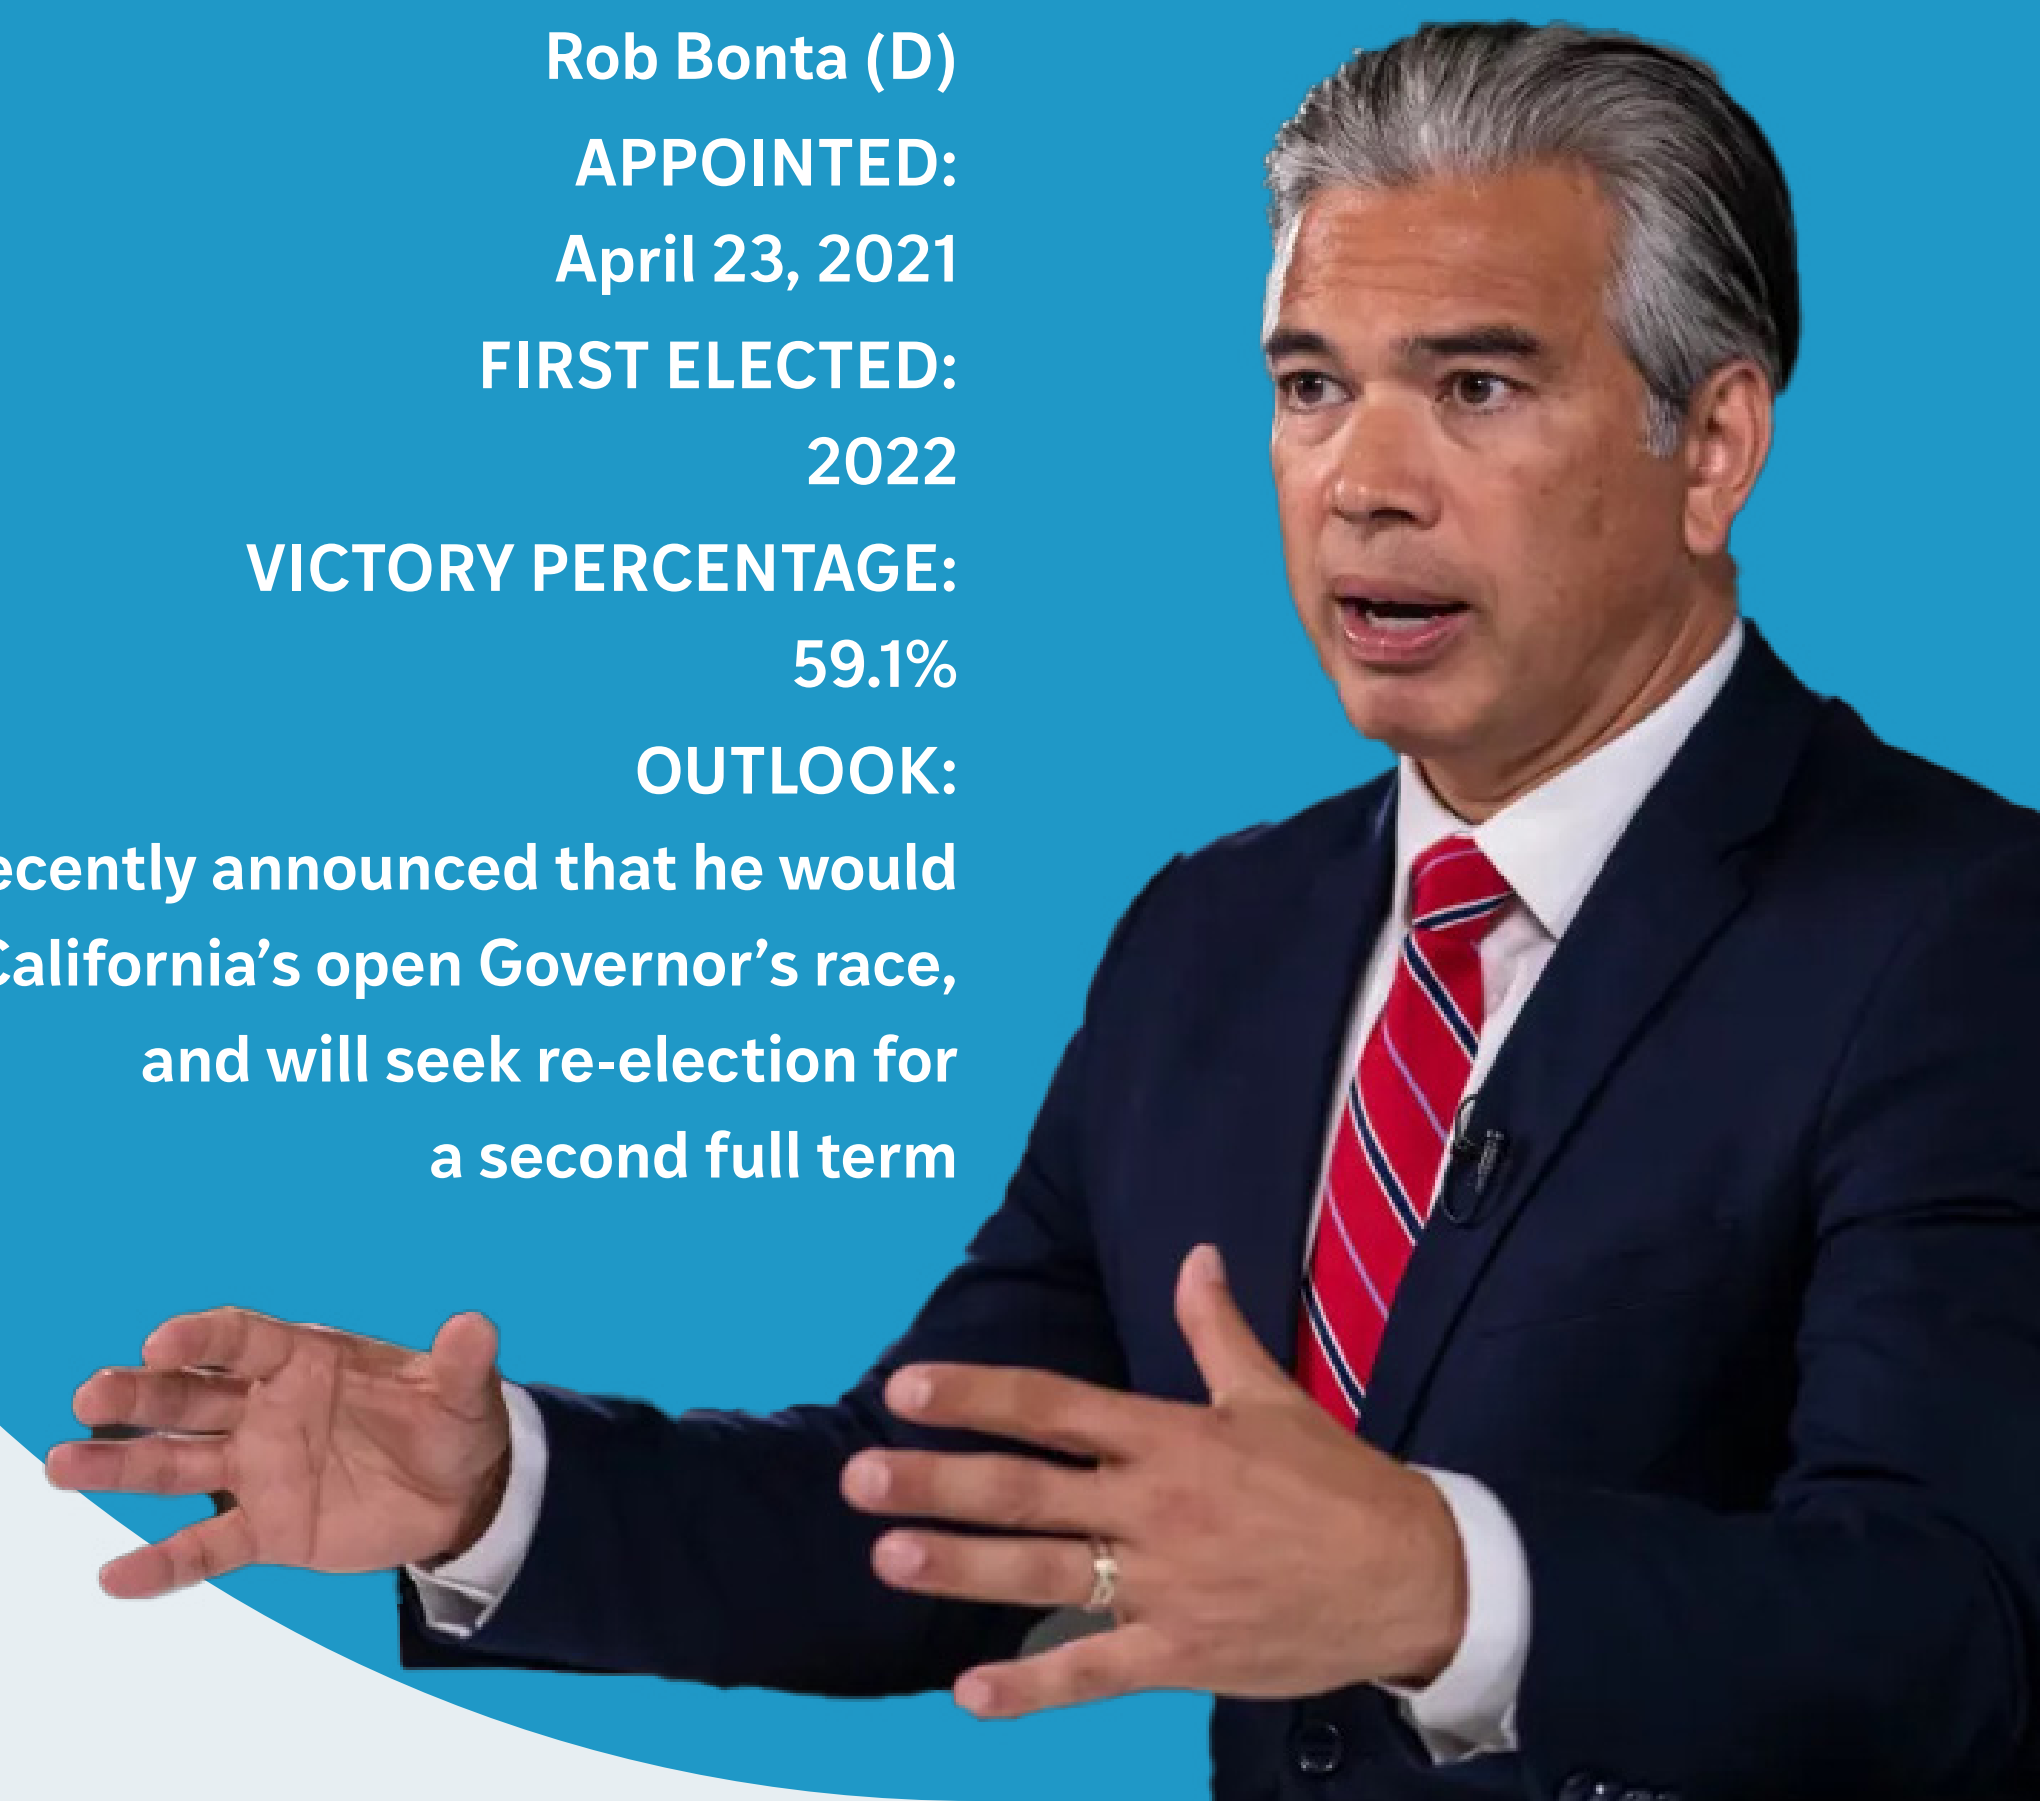 Rob Bonta (D)
APPOINTED:
April 23, 2021
FIRST ELECTED:
2022
VICTORY PERCENTAGE:
59.1%
OUTLOOK:
announced that he would
California’s open Governor’s race,
and will seek re-election for
a second full term